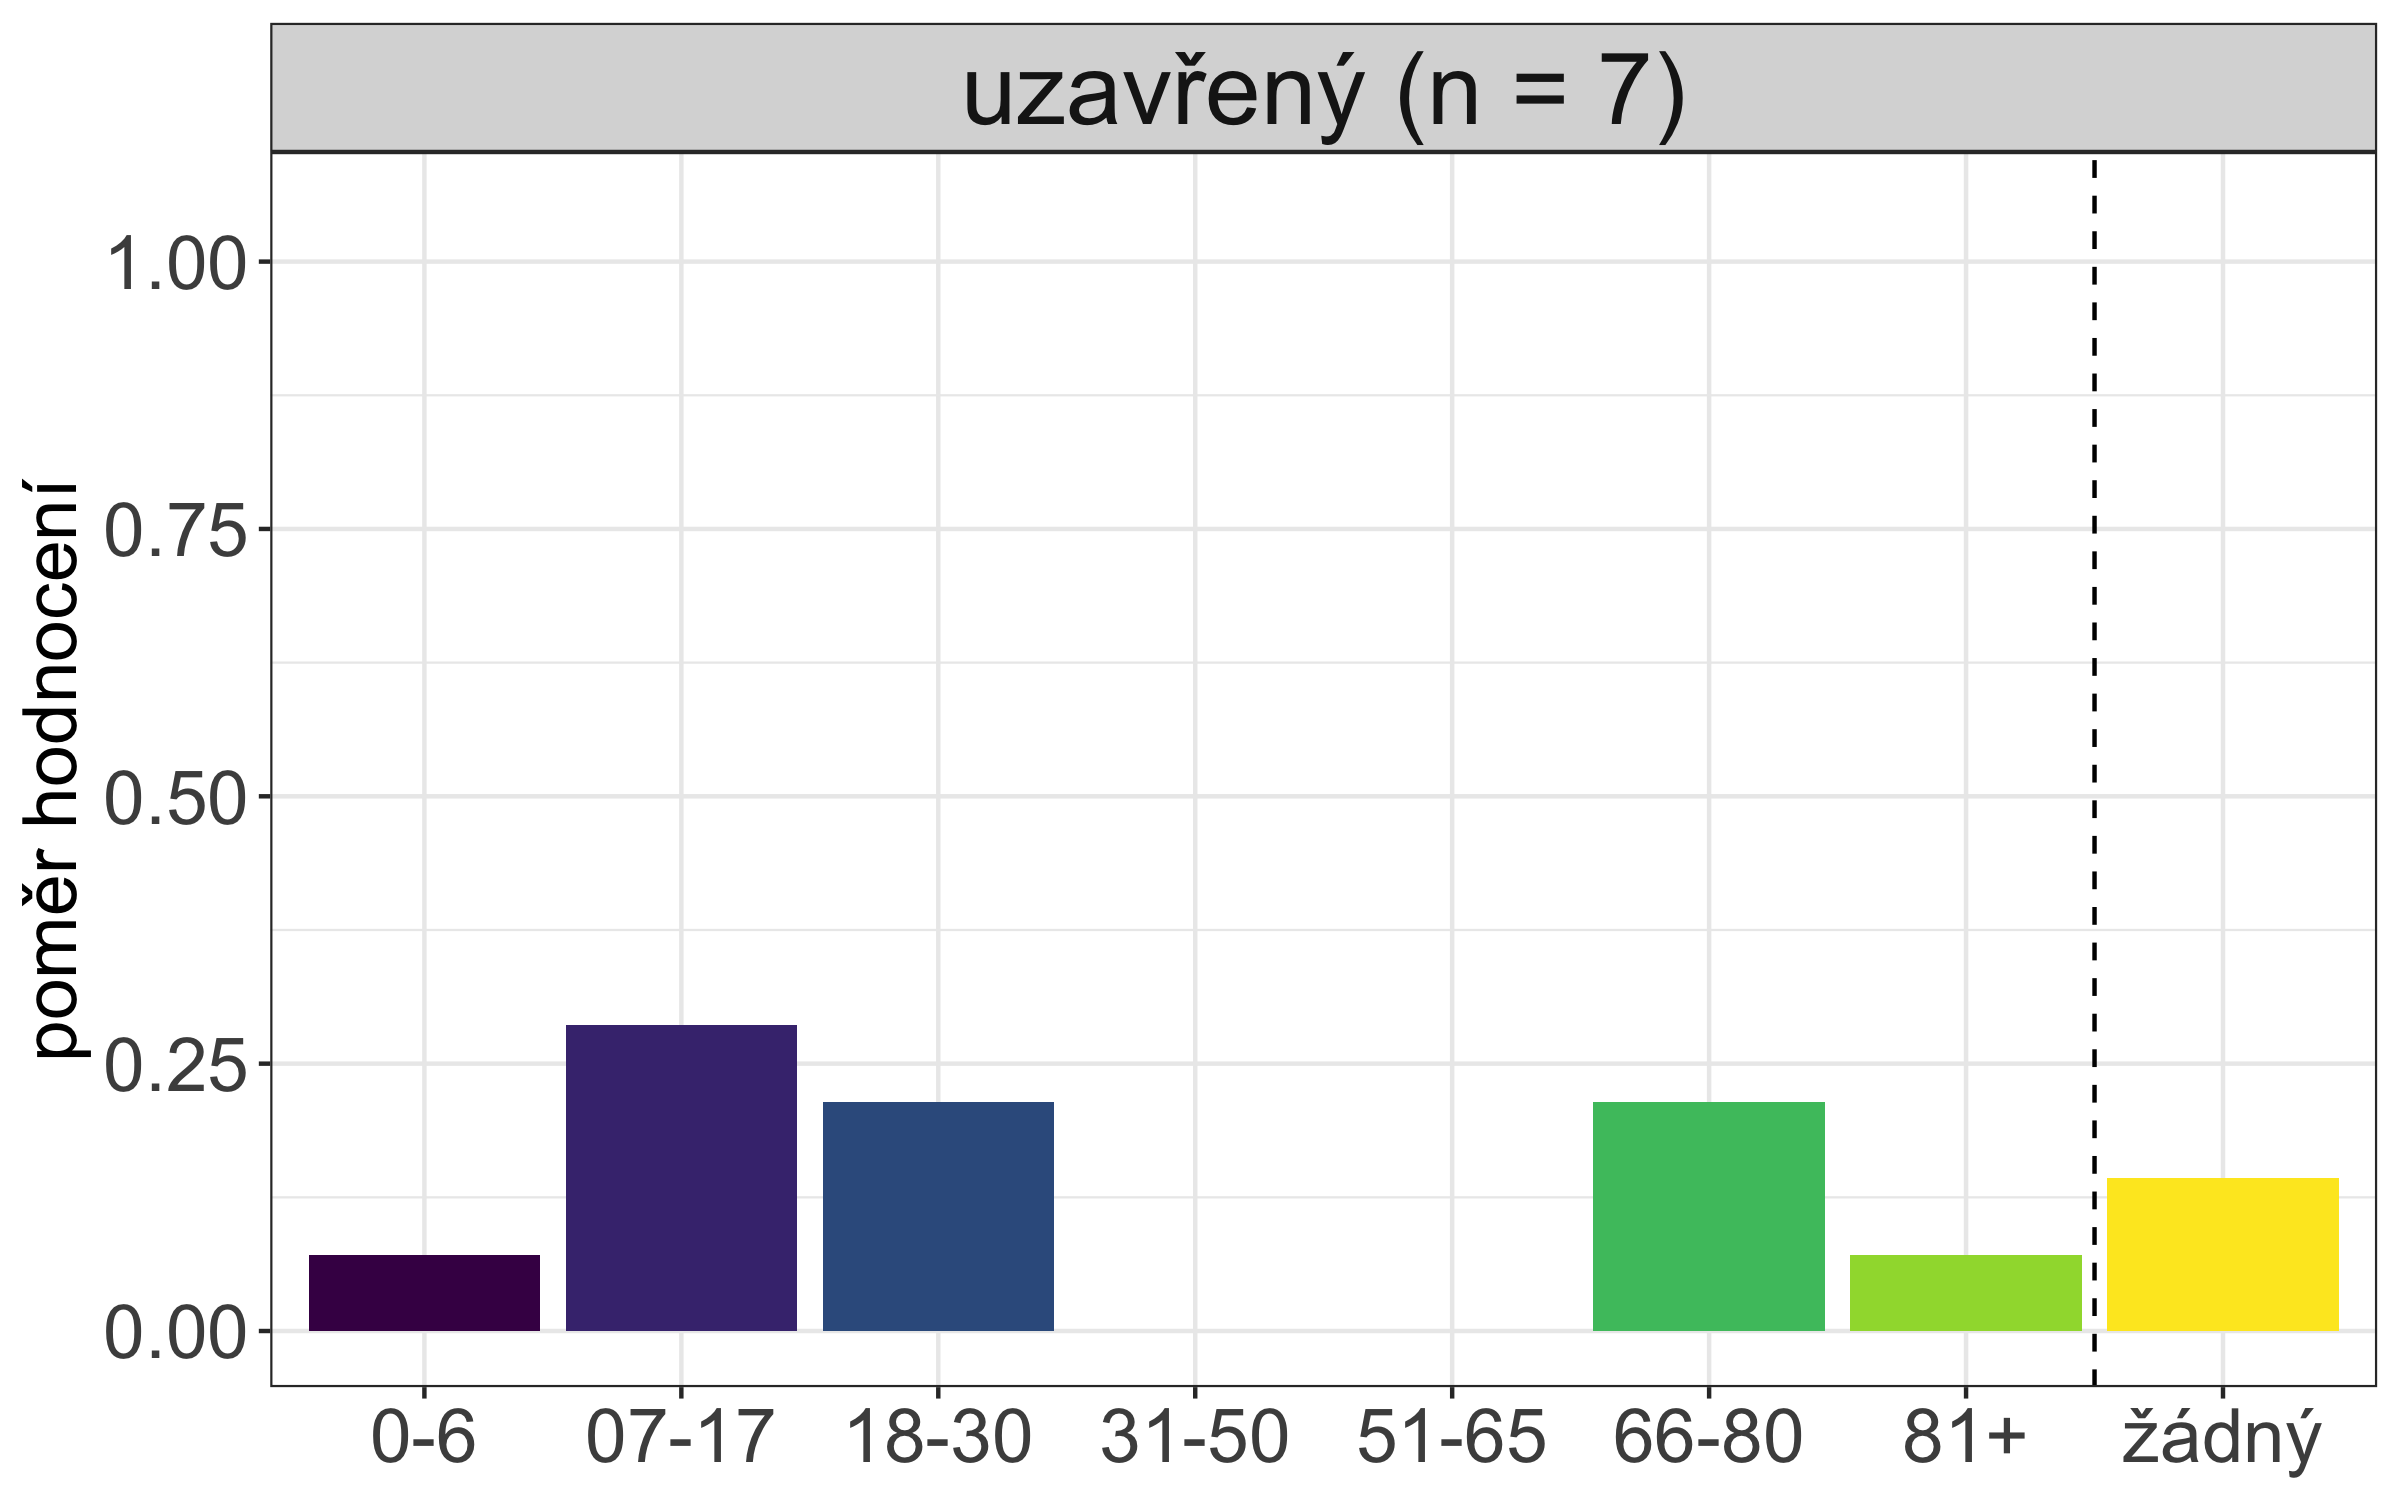 uzavřený (n = 7)
poměr hodnocení
1.00
0.75
0.50
0.25
0.00
0-6 07-17 18-30 31-50 51-65 66-80 81+ žádný